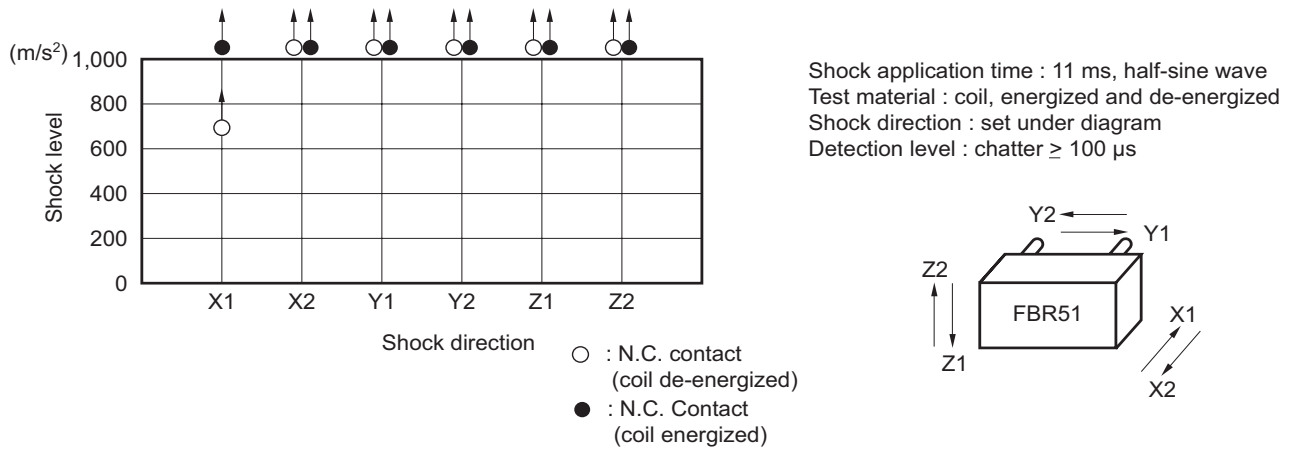 (m/s²)
1,000
800
600
400
200
0
Shock level
X1 X2 Y1 Y2 Z1 Z2
Shock direction
○ : N.C. contact
(coil de-energized)
● : N.C. Contact
(coil energized)
Shock application time : 11 ms, half-sine wave
Test material : coil, energized and de-energized
Shock direction : set under diagram
Detection level : chatter ≥ 100 µs
Y2
Y1
Z2
FBR51
X1
Z1
X2